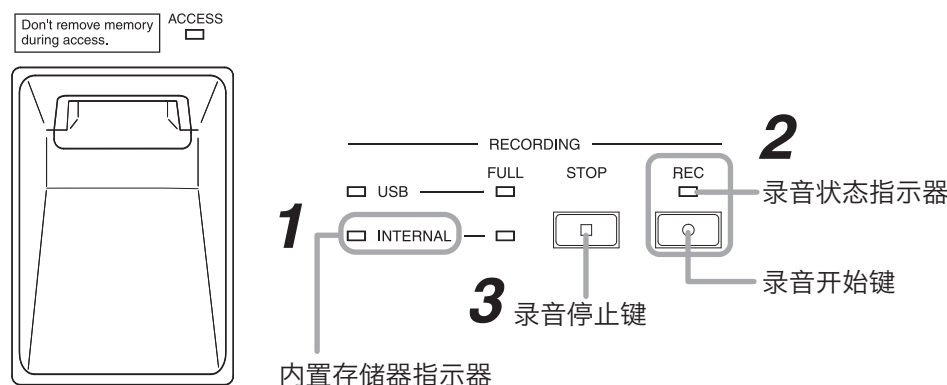 Don't remove memory
during access.
ACCESS
RECORDING
FULL
STOP
REC
USB
INTERNAL
1
2
3
录音状态指示器
录音开始键
录音停止键
内置存储器指示器